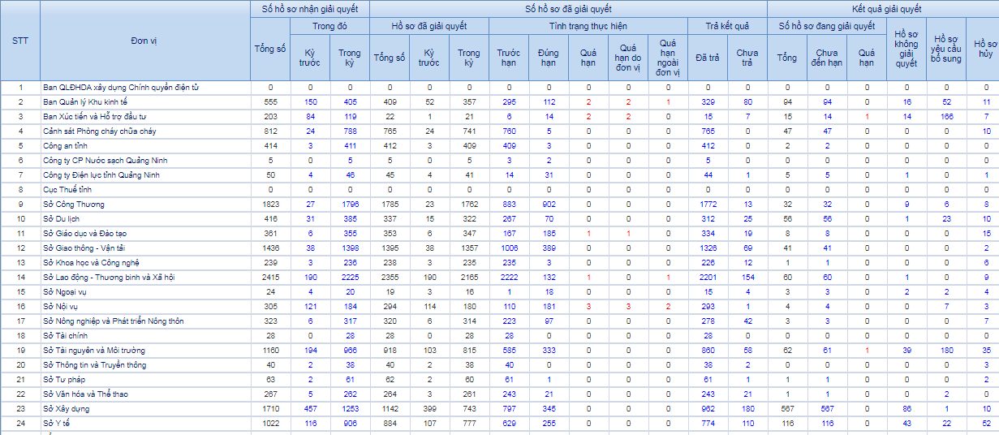 Số hồ sơ nhận giải quyết Số hồ sơ đã giải quyết Kết quả giải quyết
STT Đơn vị Tổng số Trong đó Hồ sơ đã giải quyết Tình trạng thực hiện Trả kết quả Số hồ sơ đang giải quyết Hồ sơ không giải quyết Hồ sơ yêu cầu bổ sung Hồ sơ hủy
Kỳ trước Trong kỳ Tổng số Kỳ trước Trong kỳ Trước hạn Đúng hạn Quá hạn Quá hạn do đơn vị Quá hạn ngoài đơn vị Đã trả Chưa trả Tổng Chưa đến hạn Quá hạn
1 Ban QLĐHDA xây dựng Chính quyền điện tử 0 0 0 0 0 0 0 0 0 0 0 0 0 0 0 0 0 0 0
2 Ban Quản lý Khu kinh tế 555 150 405 409 52 357 295 112 2 2 1 329 80 94 94 0 16 52 11
3 Ban Xúc tiến và Hỗ trợ đầu tư 203 84 119 22 1 21 6 14 2 2 0 15 7 15 14 1 14 166 7
4 Cảnh sát Phòng cháy chữa cháy 812 24 788 765 24 741 760 5 0 0 0 765 0 47 47 0 0 0 10
5 Công an tỉnh 414 3 411 412 3 409 409 3 0 0 0 412 0 2 2 0 0 0 0
6 Công ty CP Nước sạch Quảng Ninh 5 0 5 5 0 5 3 2 0 0 0 5 0 0 0 0 0 0 0
7 Công ty Điện lực tỉnh Quảng Ninh 50 4 46 45 4 41 14 31 0 0 0 44 1 5 5 0 1 0 1
8 Cục Thuế tỉnh 0 0 0 0 0 0 0 0 0 0 0 0 0 0 0 0 0 0 0
9 Sở Công Thương 1823 27 1796 1785 23 1762 883 902 0 0 0 1772 13 32 32 0 9 6 8
10 Sở Du lịch 416 31 385 337 15 322 267 70 0 0 0 312 25 56 56 0 1 23 10
11 Sở Giáo dục và Đào tạo 361 6 355 353 6 347 167 185 1 1 0 334 19 8 8 0 0 0 15
12 Sở Giao thông - Vận tải 1436 38 1398 1395 38 1357 1006 389 0 0 0 1326 69 41 41 0 0 0 2
13 Sở Khoa học và Công nghệ 239 3 236 238 3 235 235 3 0 0 0 226 12 1 1 0 0 0 6
14 Sở Lao động - Thương binh và Xã hội 2415 190 2225 2355 190 2165 2222 132 1 0 1 2201 154 60 60 0 1 0 9
15 Sở Ngoại vụ 24 4 20 19 3 16 1 18 0 0 0 15 4 3 3 0 2 2 4
16 Sở Nội vụ 305 121 184 294 114 180 110 181 3 3 2 293 1 4 4 0 0 7 3
17 Sở Nông nghiệp và Phát triển Nông thôn 323 6 317 320 6 314 223 97 0 0 0 278 42 3 3 0 0 0 7
18 Sở Tài chính 28 0 28 28 0 28 28 0 0 0 0 28 0 0 0 0 0 0 0
19 Sở Tài nguyên và Môi trường 1160 194 966 918 103 815 585 333 0 0 0 860 58 62 61 1 39 180 35
20 Sở Thông tin và Truyền thông 40 2 38 40 2 38 40 0 0 0 0 38 2 0 0 0 0 0 3
21 Sở Tư pháp 63 2 61 62 2 60 61 1 0 0 0 61 1 1 1 0 0 0 2
22 Sở Văn hóa và Thể thao 267 5 262 264 3 261 243 21 0 0 0 243 21 1 1 0 0 2 0
23 Sở Xây dựng 1710 457 1253 1142 399 743 797 345 0 0 0 962 180 567 567 0 86 1 10
24 Sở Y tế 1022 116 906 884 107 777 629 255 0 0 0 774 110 116 116 0 43 22 52